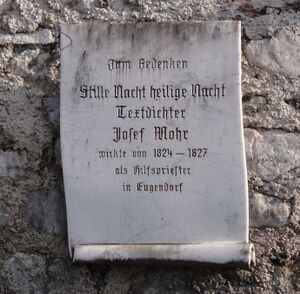 Zum Gedenken
Stille Nacht heilige Nacht
Textdichter
Josef Mohr
wirkte von 1824 – 1827
als Hilfspriester
in Eugendorf